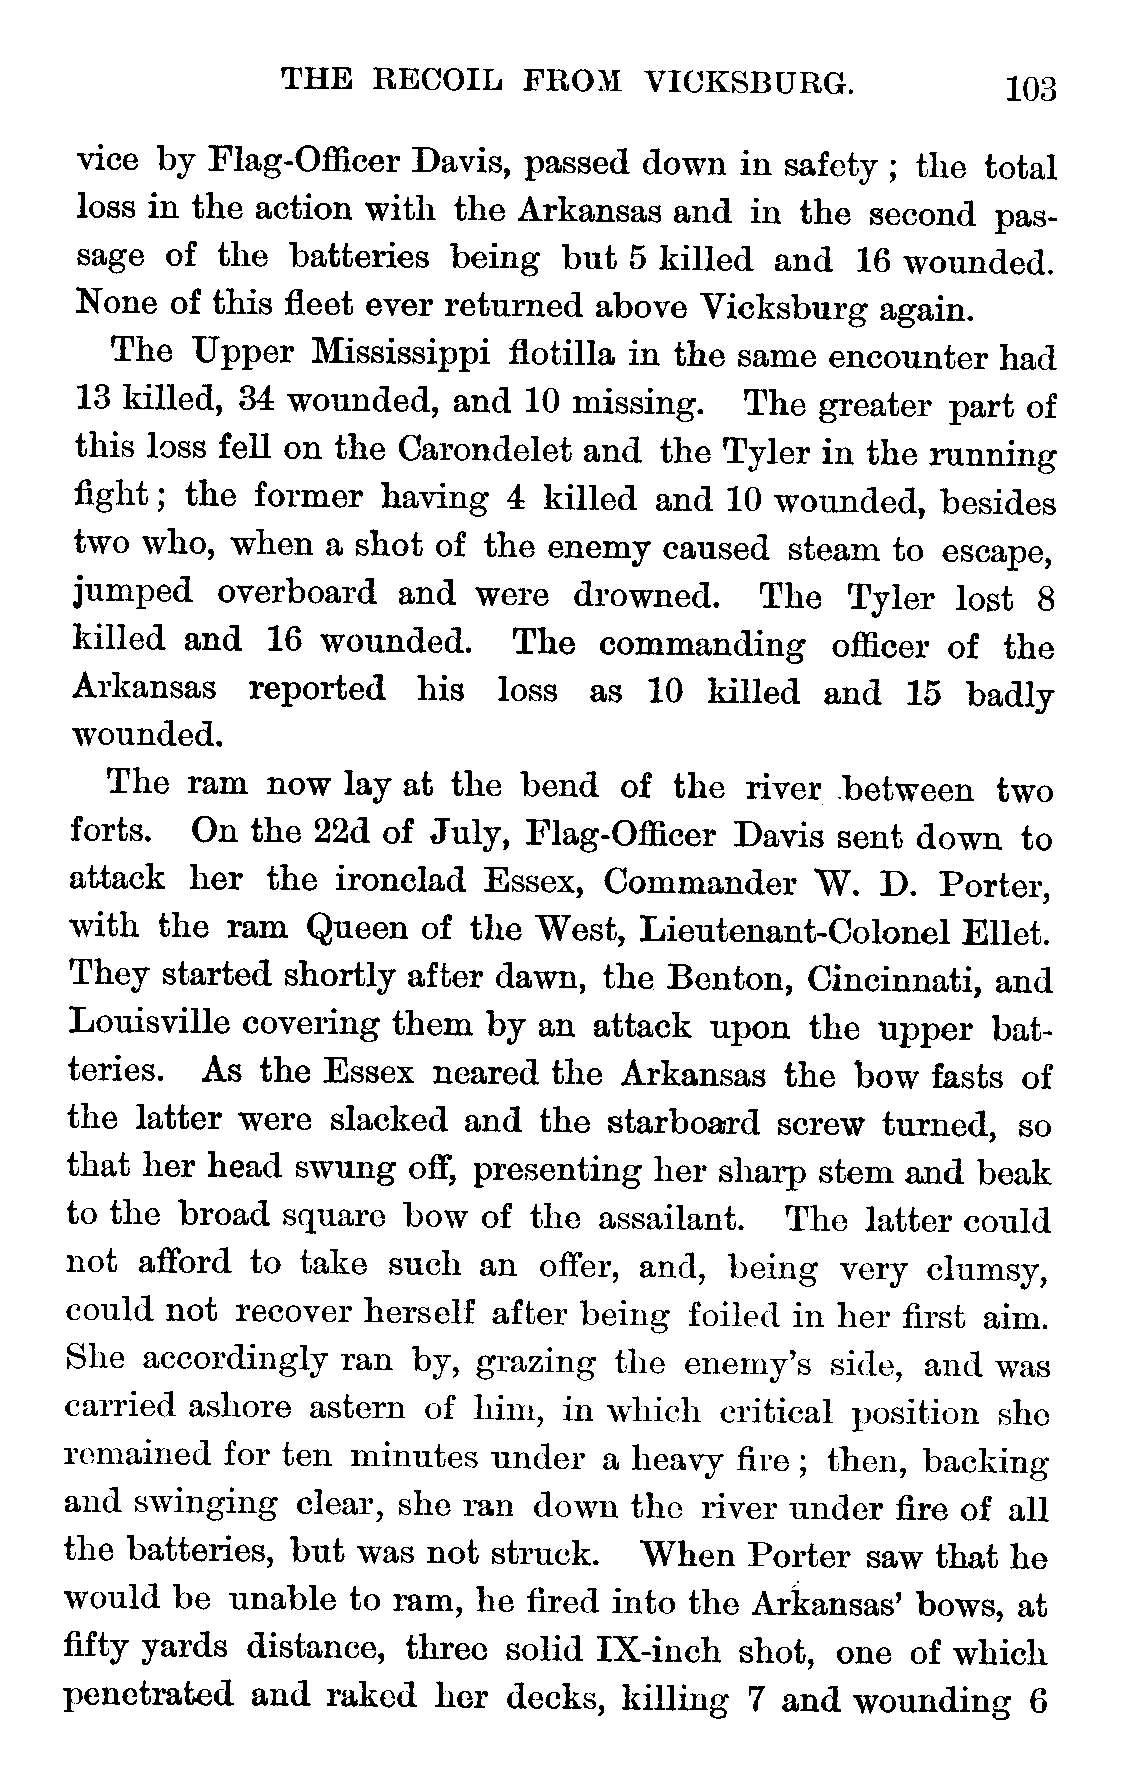 THE RECOIL FROM VICKSBURG. 103
vice by Flag-Officer Davis, passed down in safety ; the total
loss in the action with the Arkansas and in the second pas-
sage of the batteries being but 5 killed and 16 wounded.
None of this fleet ever returned above Vicksburg again.
The Upper Mississippi flotilla in the same encounter had
13 killed, 34 wounded, and 10 missing. The greater part of
this loss fell on the Carondelet and the Tyler in the running
fight ; the former having 4 killed and 10 wounded, besides
two who, when a shot of the enemy caused steam to escape,
jumped overboard and were drowned. The Tyler lost 8
killed and 16 wounded. The commanding officer of the
Arkansas reported his loss as 10 killed and 15 badly
wounded.
The ram now lay at the bend of the river between two
forts. On the 22d of July, Flag-Officer Davis sent down to
attack her the ironclad Essex, Commander W. D. Porter,
with the ram Queen of the West, Lieutenant-Colonel Ellet.
They started shortly after dawn, the Benton, Cincinnati, and
Louisville covering them by an attack upon the upper bat-
teries. As the Essex neared the Arkansas the bow fasts of
the latter were slacked and the starboard screw turned, so
that her head swung off, presenting her sharp stem and beak
to the broad square bow of the assailant. The latter could
not afford to take such an offer, and, being very clumsy,
could not recover herself after being foiled in her first aim.
She accordingly ran by, grazing the enemy's side, and was
carried ashore astern of him, in which critical position she
remained for ten minutes under a heavy fire ; then, backing
and swinging clear, she ran down the river under fire of all
the batteries, but was not struck. When Porter saw that he
would be unable to ram, he fired into the Arkansas' bows, at
fifty yards distance, three solid IX-inch shot, one of which
penetrated and raked her decks, killing 7 and wounding 6